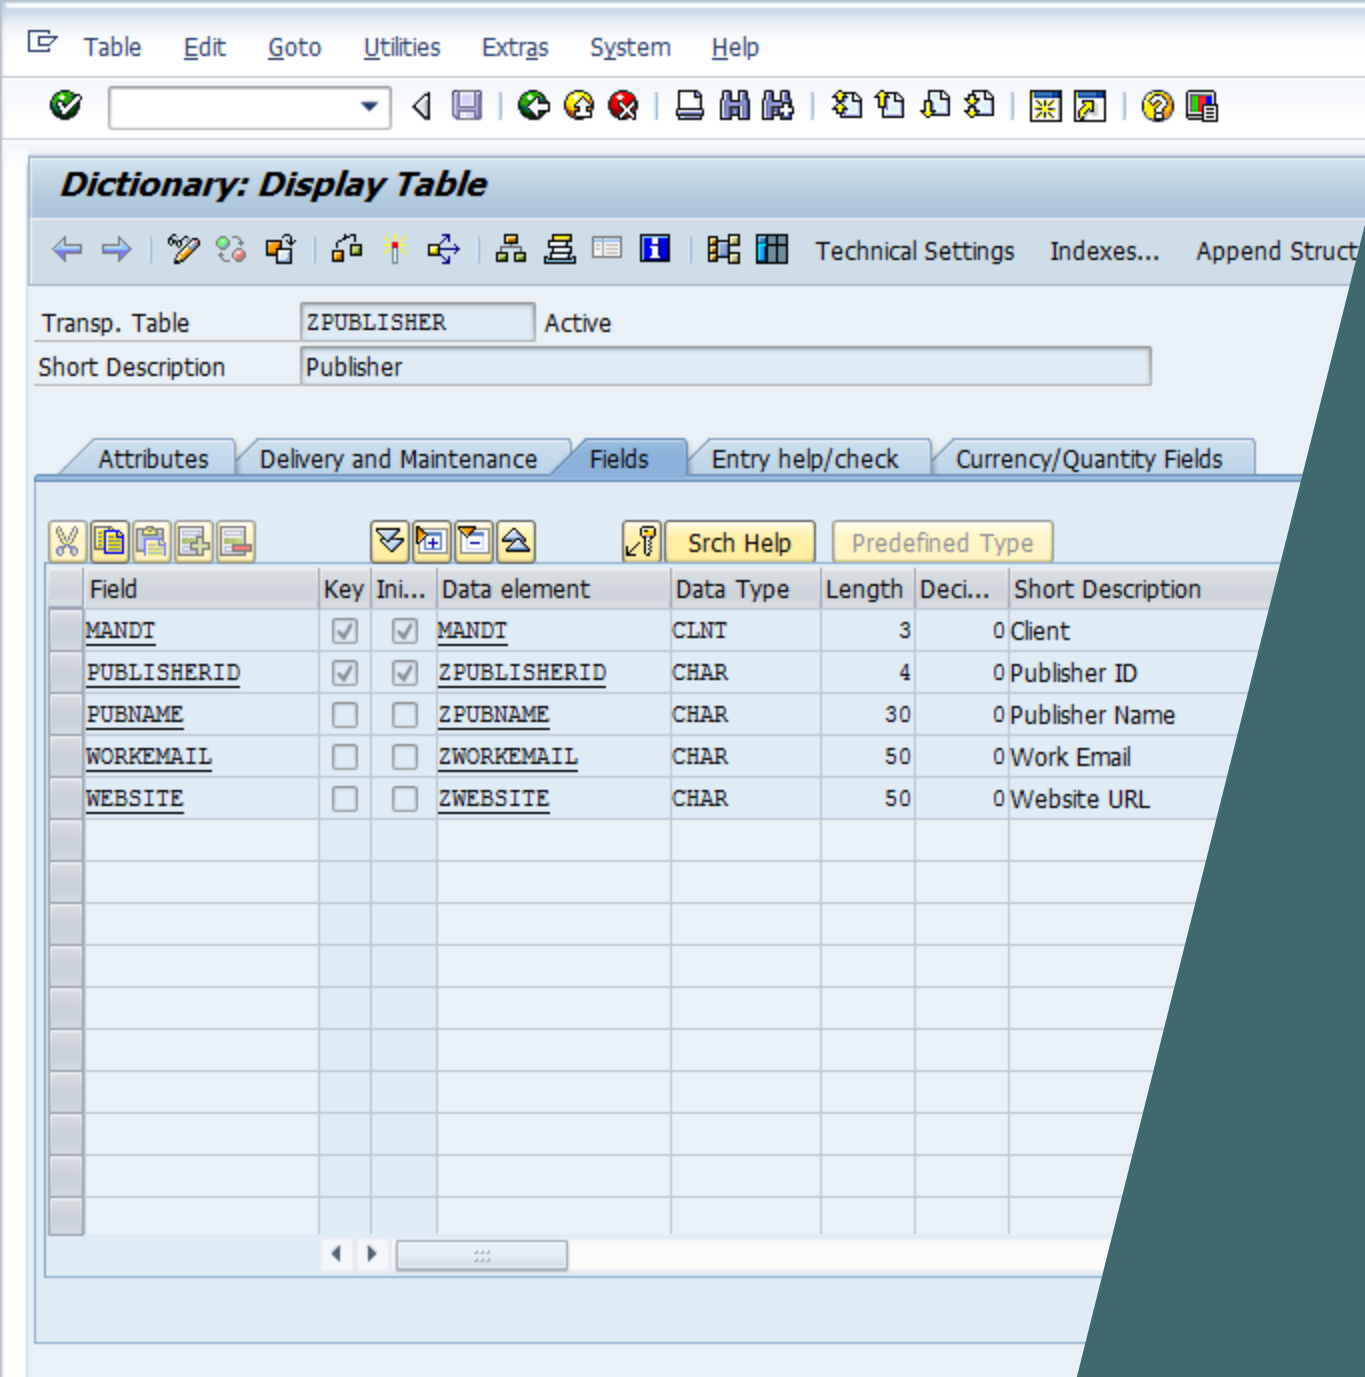 Table Edit Goto Utilities Extras System Help
Dictionary: Display Table
Technical Settings Indexes... Append Struct
Transp. Table ZPUBLISHER Active
Short Description Publisher
Attributes Delivery and Maintenance Fields Entry help/check Currency/Quantity Fields
Srch Help Predefined Type
Field Key Ini... Data element Data Type Length Deci... Short Description
MANDT MANDT CLNT 3 0 Client
PUBLISHERID ZPUBLISHERID CHAR 4 0 Publisher ID
PUBNAME ZPUBNAME CHAR 30 0 Publisher Name
WORKEMAIL ZWORKEMAIL CHAR 50 0 Work Email
WEBSITE ZWEBSITE CHAR 50 0 Website URL